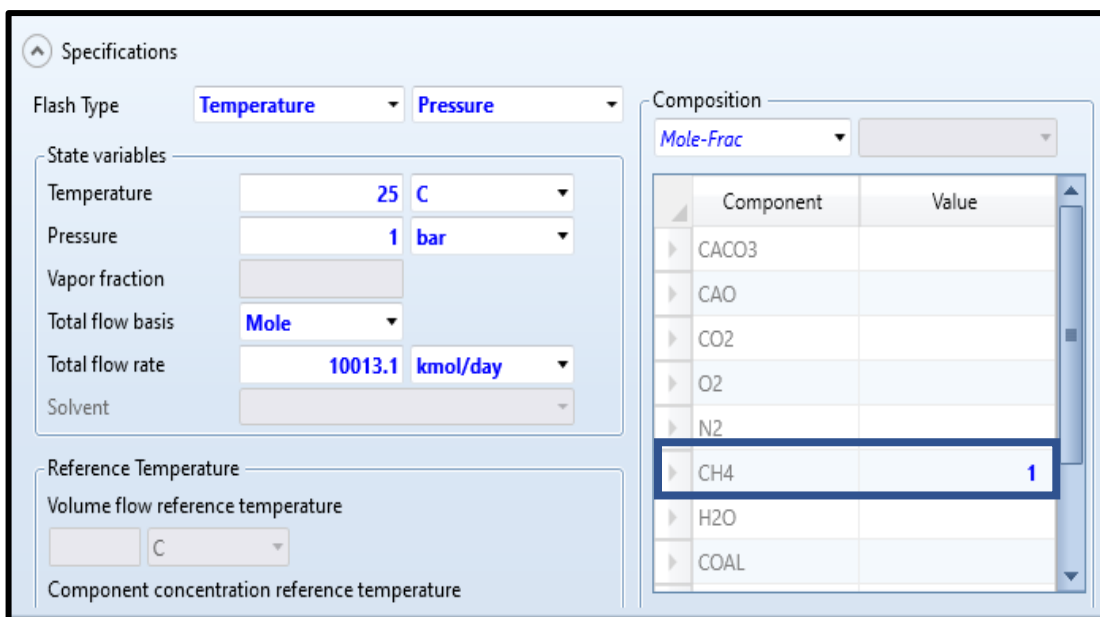 Specifications
Flash Type Temperature Pressure
State variables
Temperature 25 C
Pressure 1 bar
Vapor fraction
Total flow basis Mole
Total flow rate 10013.1 kmol/day
Solvent
Reference Temperature
Volume flow reference temperature
C
Component concentration reference temperature
Composition
Mole-Frac
Component Value
CACO3
CAO
CO2
O2
N2
CH4 1
H2O
COAL